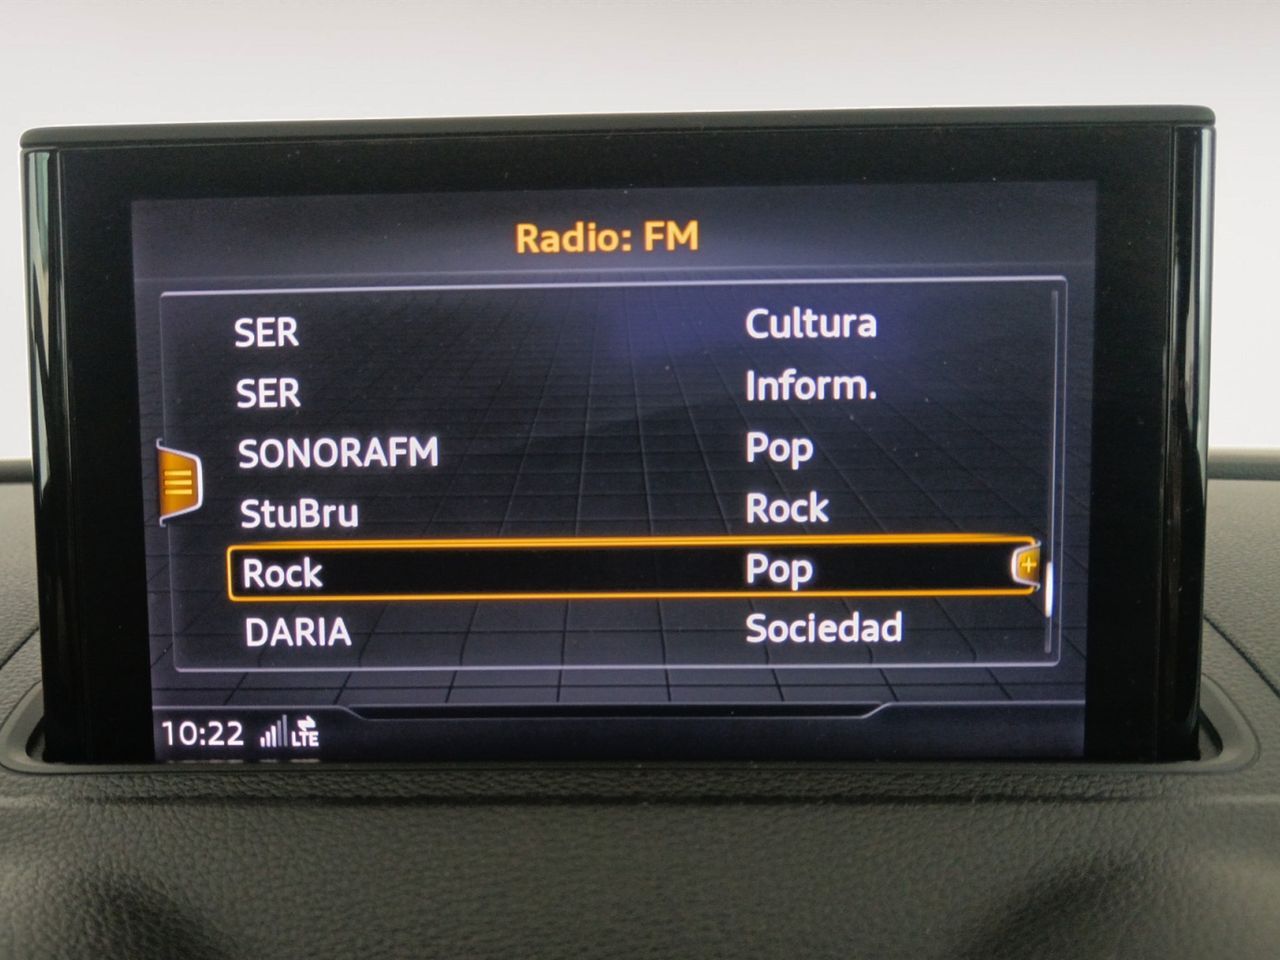 Radio: FM
SER Cultura
SER Inform.
SONORAFM Pop
StuBru Rock
Rock Pop
DARIA Sociedad
10:22 LTE